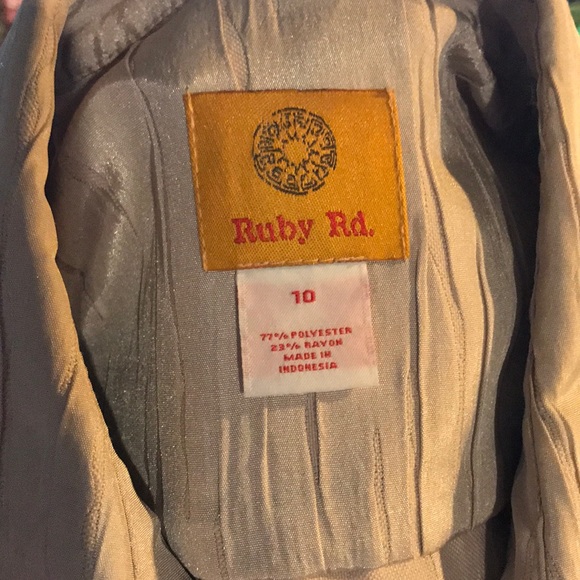 Ruby Rd.
10
77% POLYESTER
23% RAYON
MADE IN
INDONESIA